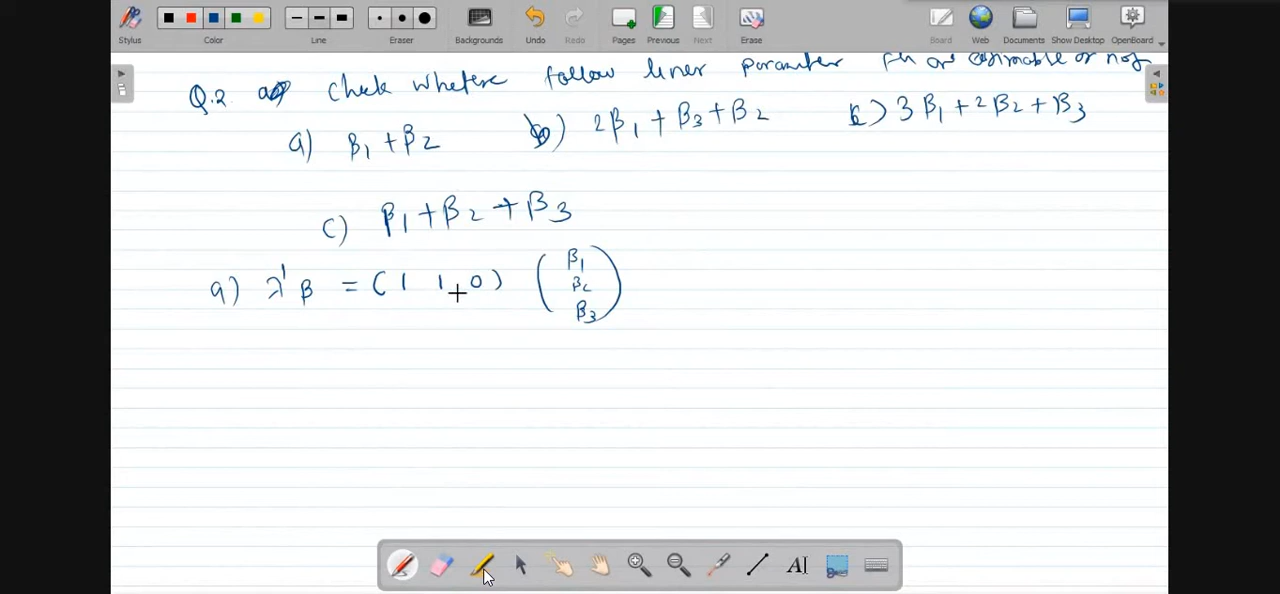 Stylus Color Line Eraser Backgrounds Undo Redo Pages Previous Next Erase Board Web Documents Show Desktop OpenBoard
Q.2 Check whetere follow liner parameter fn are estimable or not
a) β₁ + β₂ b) 2β₁ + β₃ + β₂ c) 3β₁ + 2β₂ + β₃
c) β₁ + β₂ + β₃
a) λ' β = ( 1 1 0 ) ( β₁
β₂
β₃ )
AI